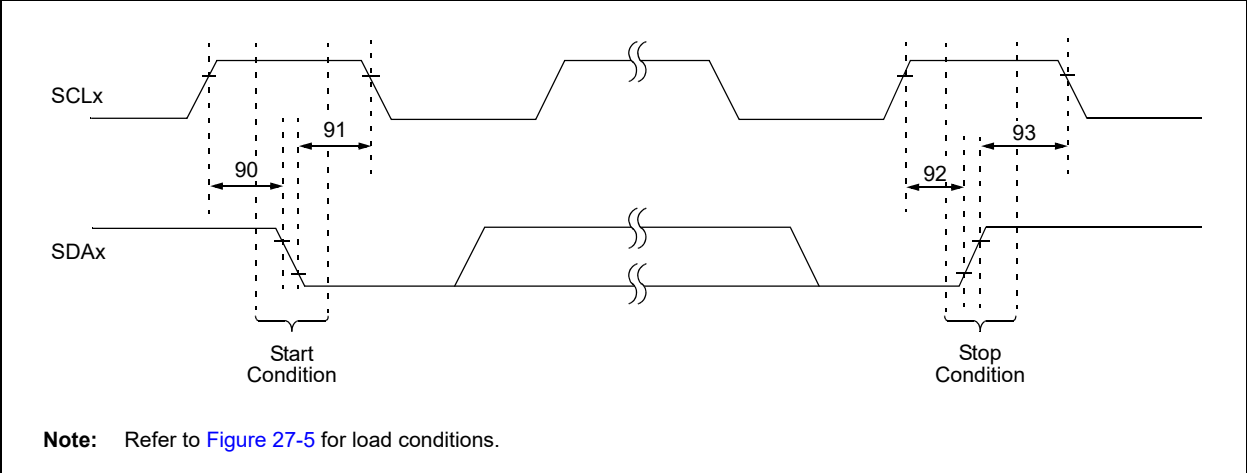 SCLx
91
93
90
92
SDAx
Start
Condition
Stop
Condition
Note: Refer to Figure 27-5 for load conditions.